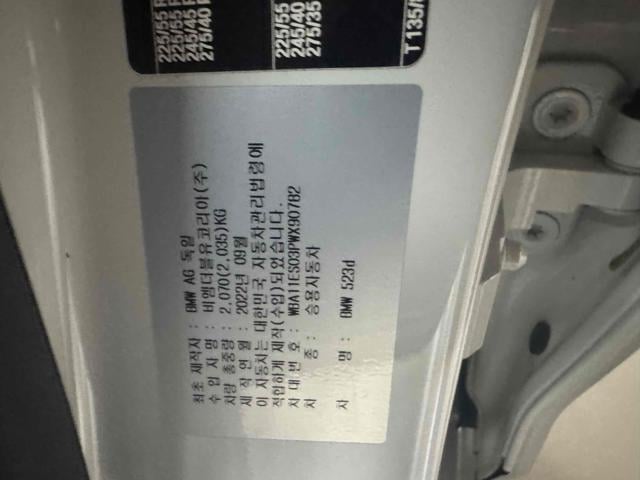 225/55 R
225/55 R
245/45 R
275/40 R
225/55
245/40
275/35
T 135/
최초 제작자 : BMW AG 독일
수 입 자 명 : 비엠더블유코리아(주)
차량 총중량 : 2,070(2,035)KG
제 작 연 월 : 2022년 09월
이 자동차는 대한민국 자동차관리법령에
적합하게 제작(수입)되었습니다.
차 대 번 호 : WBA11ES03PWX90782
차 종 : 승용자동차
차 명 : BMW 523d